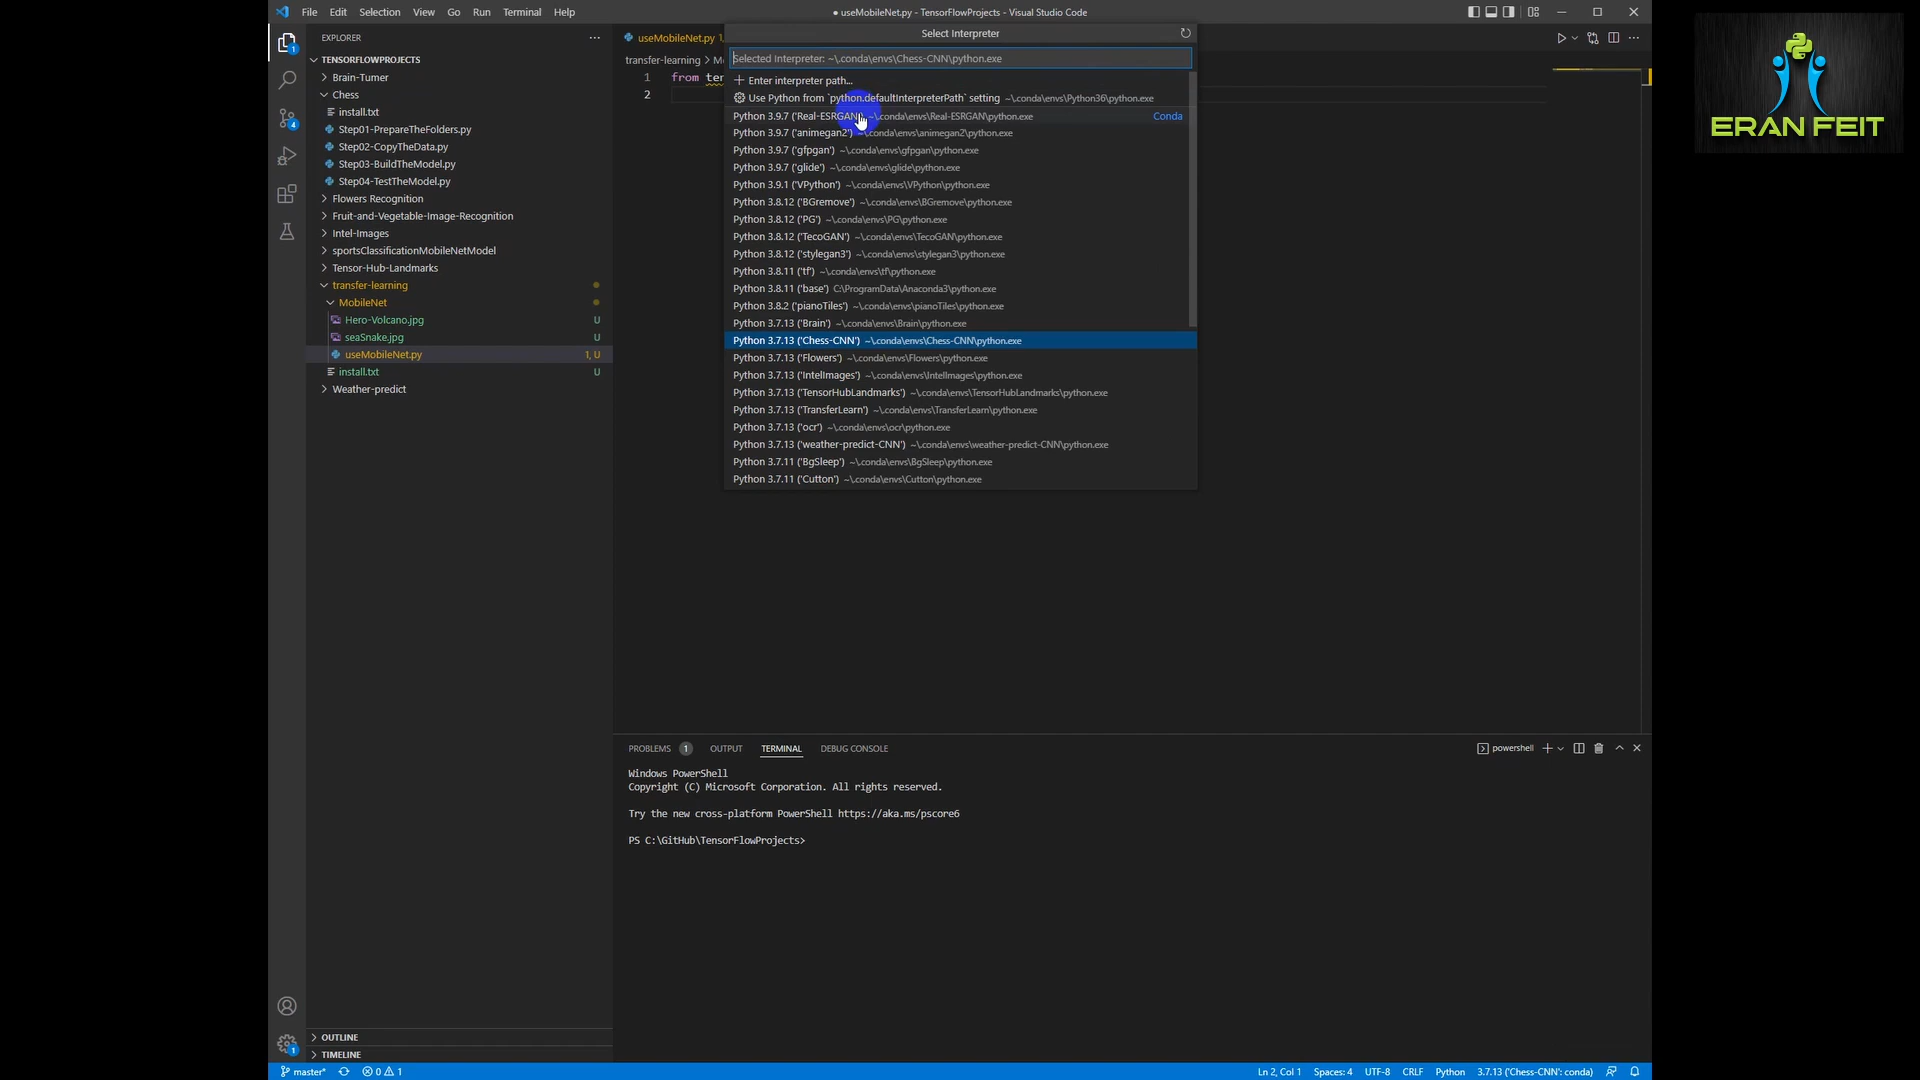 File Edit Selection View Go Run Terminal Help
● useMobileNet.py - TensorFlowProjects - Visual Studio Code
ERAN FEIT
EXPLORER
TENSORFLOWPROJECTS
Brain-Tumer
Chess
install.txt
Step01-PrepareTheFolders.py
Step02-CopyTheData.py
Step03-BuildTheModel.py
Step04-TestTheModel.py
Flowers Recognition
Fruit-and-Vegetable-Image-Recognition
Intel-Images
sportsClassificationMobileNetModel
Tensor-Hub-Landmarks
transfer-learning
MobileNet
Hero-Volcano.jpg U
seaSnake.jpg U
useMobileNet.py 1, U
install.txt U
Weather-predict
OUTLINE
TIMELINE
useMobileNet.py 1,
transfer-learning > M
1 from ten
2
Select Interpreter
Selected Interpreter: ~\.conda\envs\Chess-CNN\python.exe
Enter interpreter path...
Use Python from `python.defaultInterpreterPath` setting ~\.conda\envs\Python36\python.exe
Python 3.9.7 ('Real-ESRGAN') ~\.conda\envs\Real-ESRGAN\python.exe Conda
Python 3.9.7 ('animegan2') ~\.conda\envs\animegan2\python.exe
Python 3.9.7 ('gfpgan') ~\.conda\envs\gfpgan\python.exe
Python 3.9.7 ('glide') ~\.conda\envs\glide\python.exe
Python 3.9.1 ('VPython') ~\.conda\envs\VPython\python.exe
Python 3.8.12 ('BGremove') ~\.conda\envs\BGremove\python.exe
Python 3.8.12 ('PG') ~\.conda\envs\PG\python.exe
Python 3.8.12 ('TecoGAN') ~\.conda\envs\TecoGAN\python.exe
Python 3.8.12 ('stylegan3') ~\.conda\envs\stylegan3\python.exe
Python 3.8.11 ('tf') ~\.conda\envs\tf\python.exe
Python 3.8.11 ('base') C:\ProgramData\Anaconda3\python.exe
Python 3.8.2 ('pianoTiles') ~\.conda\envs\pianoTiles\python.exe
Python 3.7.13 ('Brain') ~\.conda\envs\Brain\python.exe
Python 3.7.13 ('Chess-CNN') ~\.conda\envs\Chess-CNN\python.exe
Python 3.7.13 ('Flowers') ~\.conda\envs\Flowers\python.exe
Python 3.7.13 ('IntelImages') ~\.conda\envs\IntelImages\python.exe
Python 3.7.13 ('TensorHubLandmarks') ~\.conda\envs\TensorHubLandmarks\python.exe
Python 3.7.13 ('TransferLearn') ~\.conda\envs\TransferLearn\python.exe
Python 3.7.13 ('ocr') ~\.conda\envs\ocr\python.exe
Python 3.7.13 ('weather-predict-CNN') ~\.conda\envs\weather-predict-CNN\python.exe
Python 3.7.11 ('BgSleep') ~\.conda\envs\BgSleep\python.exe
Python 3.7.11 ('Cutton') ~\.conda\envs\Cutton\python.exe
PROBLEMS 1 OUTPUT TERMINAL DEBUG CONSOLE
powershell
Windows PowerShell
Copyright (C) Microsoft Corporation. All rights reserved.
Try the new cross-platform PowerShell https://aka.ms/pscore6
PS C:\GitHub\TensorFlowProjects>
master* 0 1
Ln 2, Col 1 Spaces: 4 UTF-8 CRLF Python 3.7.13 ('Chess-CNN': conda)